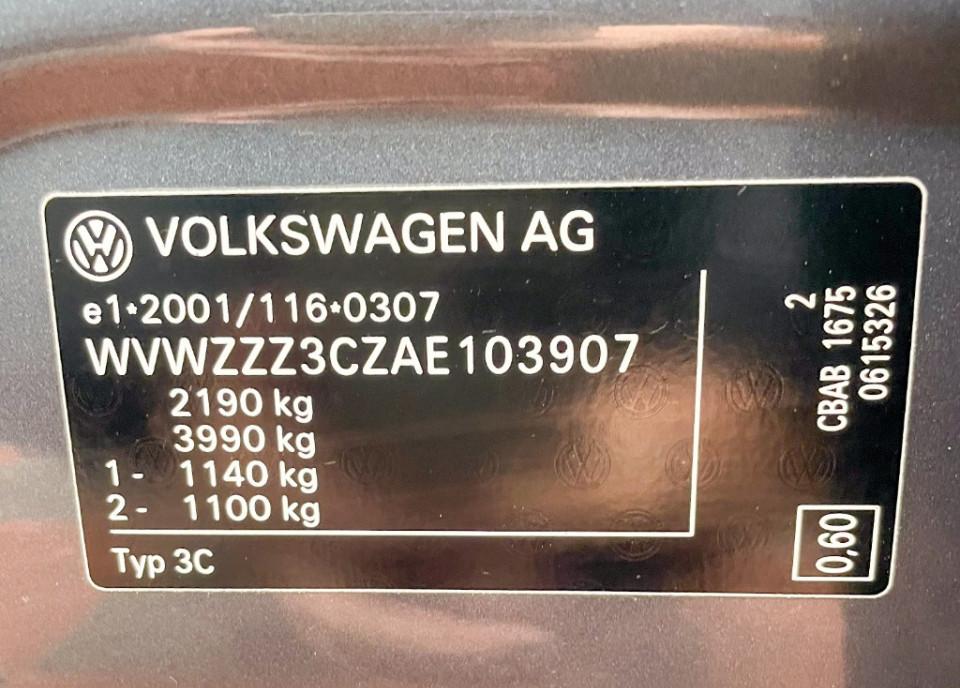 VOLKSWAGEN AG
e1*2001/116*0307
WVWZZZ3CZAE103907
2190 kg
3990 kg
1- 1140 kg
2- 1100 kg
Typ 3C
2
CBAB 1675
0615326
0,60